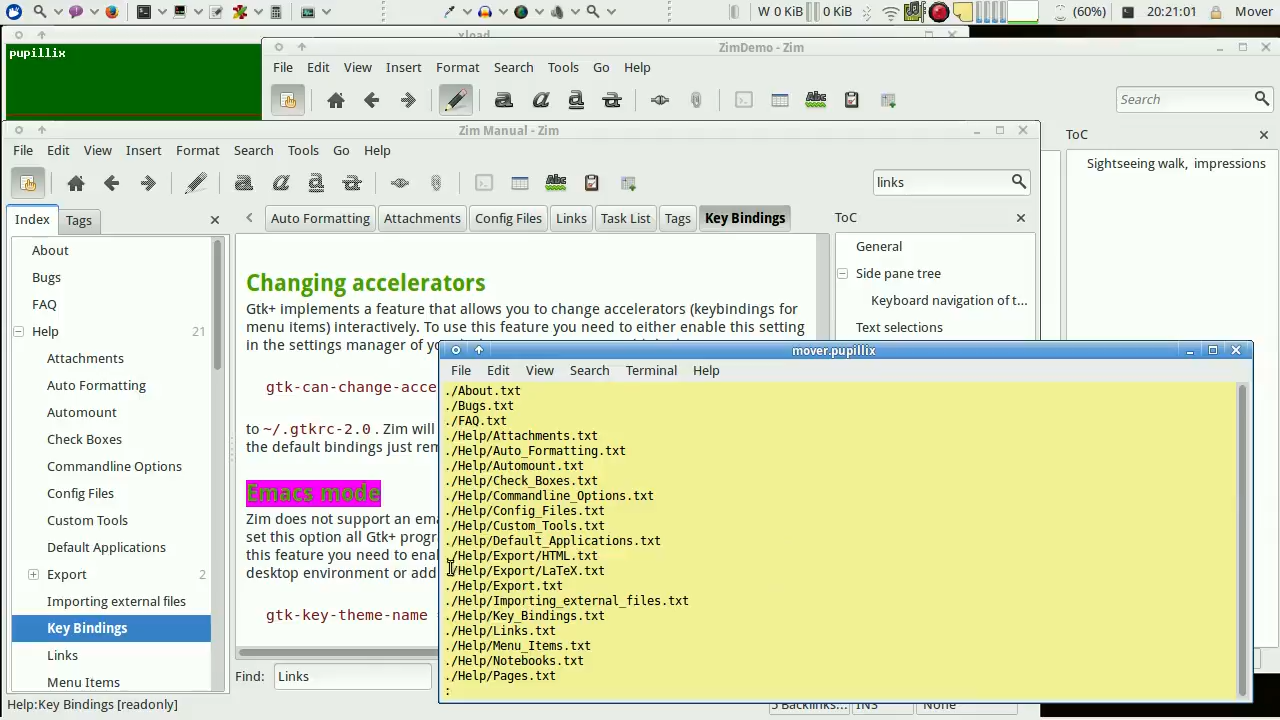 W 0 KiB 0 KiB (60%) 20:21:01 Mover
xload
pupillix
ZimDemo - Zim
File Edit View Insert Format Search Tools Go Help
Search
ToC
Sightseeing walk, impressions
Zim Manual - Zim
File Edit View Insert Format Search Tools Go Help
links
Index Tags
Auto Formatting Attachments Config Files Links Task List Tags Key Bindings
ToC
About
Bugs
FAQ
Help 21
Attachments
Auto Formatting
Automount
Check Boxes
Commandline Options
Config Files
Custom Tools
Default Applications
Export 2
Importing external files
Key Bindings
Links
Menu Items
Changing accelerators
Gtk+ implements a feature that allows you to change accelerators (keybindings for
menu items) interactively. To use this feature you need to either enable this setting
in the settings manager of
gtk-can-change-acce
to ~/.gtkrc-2.0 . Zim will
the default bindings just rem
Emacs mode
Zim does not support an ema
set this option all Gtk+ progr
this feature you need to enab
desktop environment or add
gtk-key-theme-name
General
Side pane tree
Keyboard navigation of t...
Text selections
Find: Links
Help:Key Bindings [readonly]
5 Backlinks... INS None
mover.pupillix
File Edit View Search Terminal Help
./About.txt
./Bugs.txt
./FAQ.txt
./Help/Attachments.txt
./Help/Auto_Formatting.txt
./Help/Automount.txt
./Help/Check_Boxes.txt
./Help/Commandline_Options.txt
./Help/Config_Files.txt
./Help/Custom_Tools.txt
./Help/Default_Applications.txt
./Help/Export/HTML.txt
./Help/Export/LaTeX.txt
./Help/Export.txt
./Help/Importing_external_files.txt
./Help/Key_Bindings.txt
./Help/Links.txt
./Help/Menu_Items.txt
./Help/Notebooks.txt
./Help/Pages.txt
: